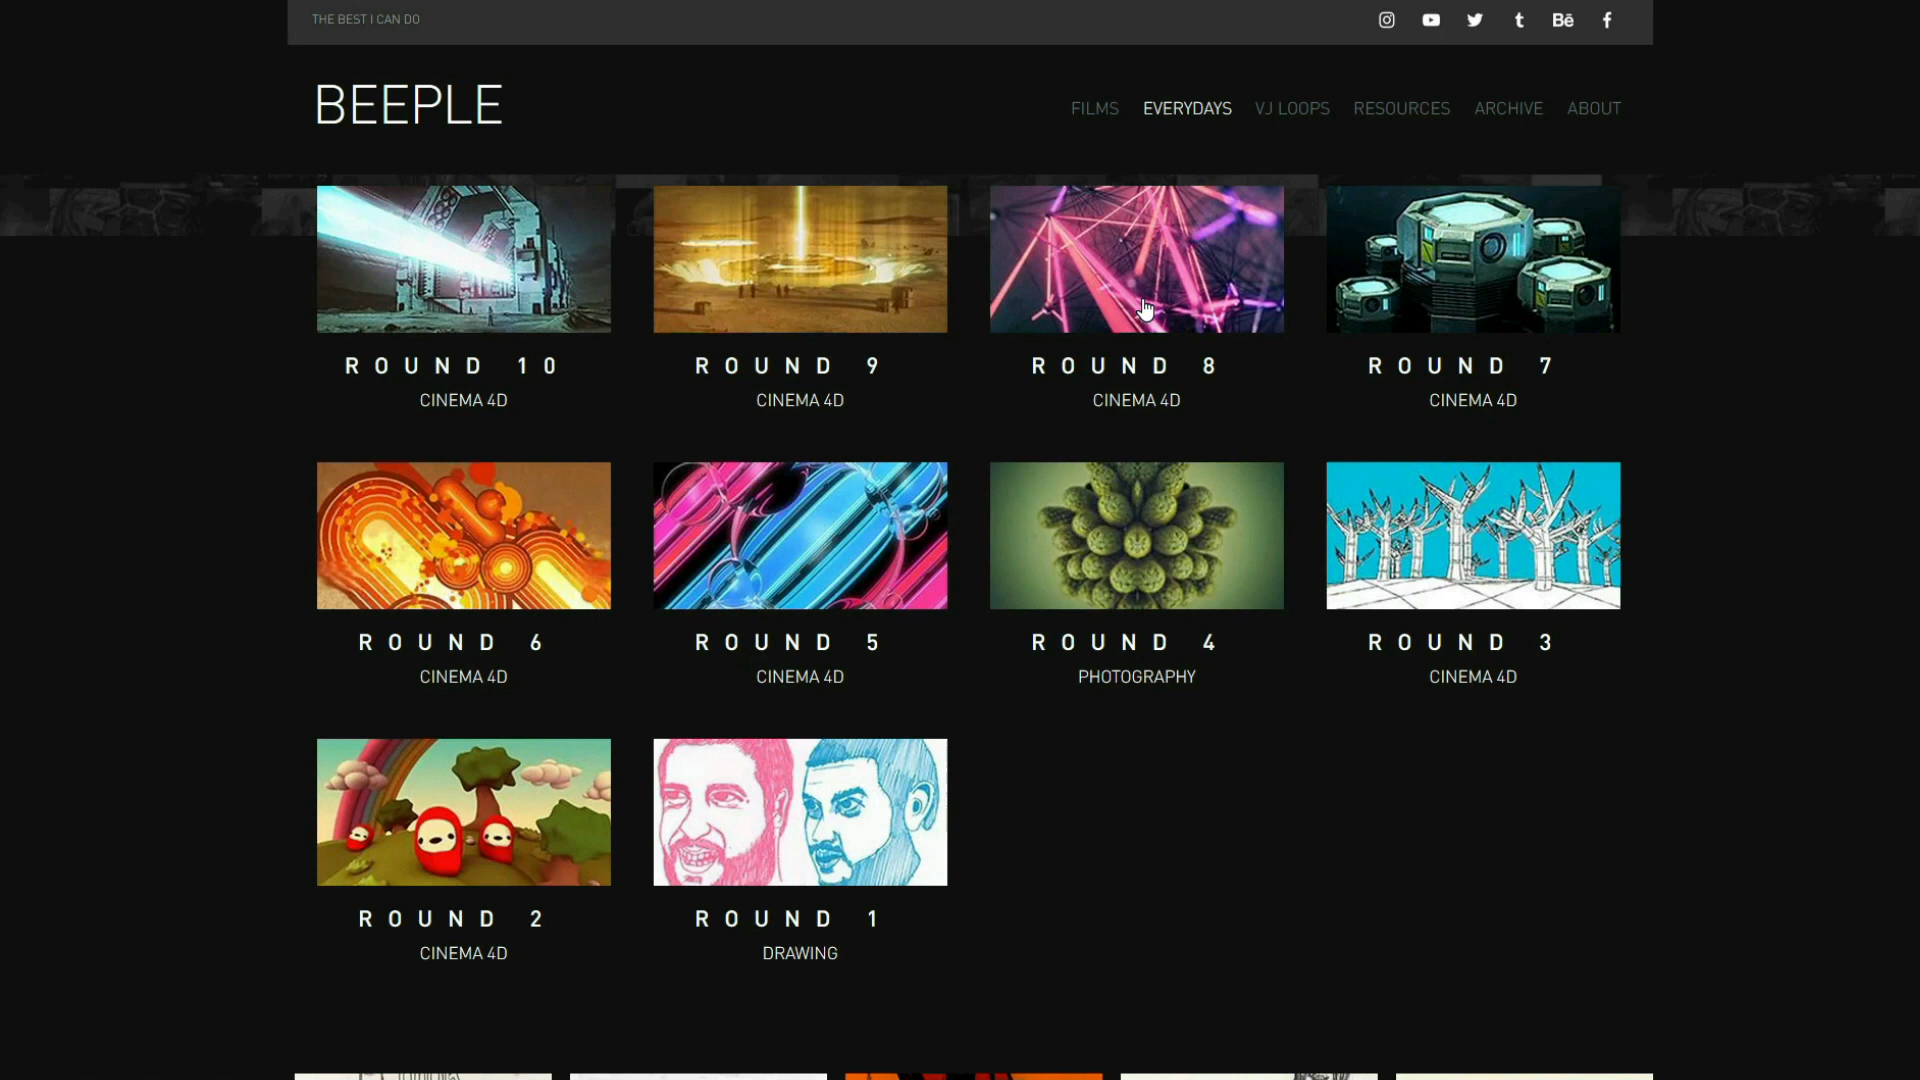 THE BEST I CAN DO
Bē
BEEPLE
FILMS EVERYDAYS VJ LOOPS RESOURCES ARCHIVE ABOUT
ROUND 10 ROUND 9 ROUND 8 ROUND 7
CINEMA 4D CINEMA 4D CINEMA 4D CINEMA 4D
ROUND 6 ROUND 5 ROUND 4 ROUND 3
CINEMA 4D CINEMA 4D PHOTOGRAPHY CINEMA 4D
ROUND 2 ROUND 1
CINEMA 4D DRAWING